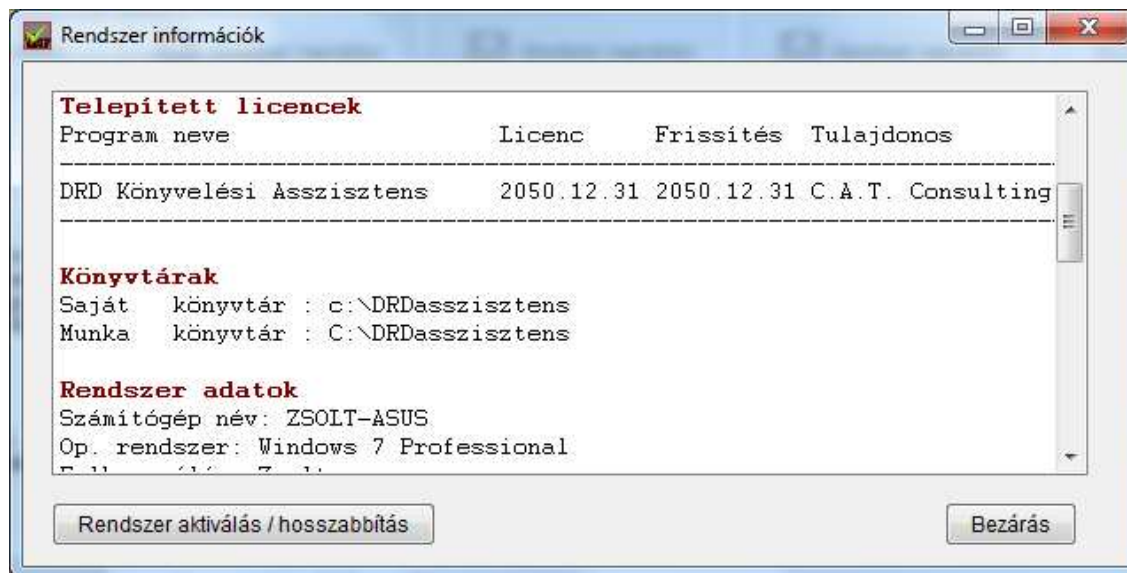 Rendszer információk
Telepített licencek
Program neve Licenc Frissítés Tulajdonos
DRD Könyvelési Asszisztens 2050.12.31 2050.12.31 C.A.T. Consulting
Könyvtárak
Saját könyvtár : c:\DRDasszisztens
Munka könyvtár : C:\DRDasszisztens
Rendszer adatok
Számítógép név: ZSOLT-ASUS
Op. rendszer: Windows 7 Professional
Rendszer aktiválás / hosszabbítás
Bezárás